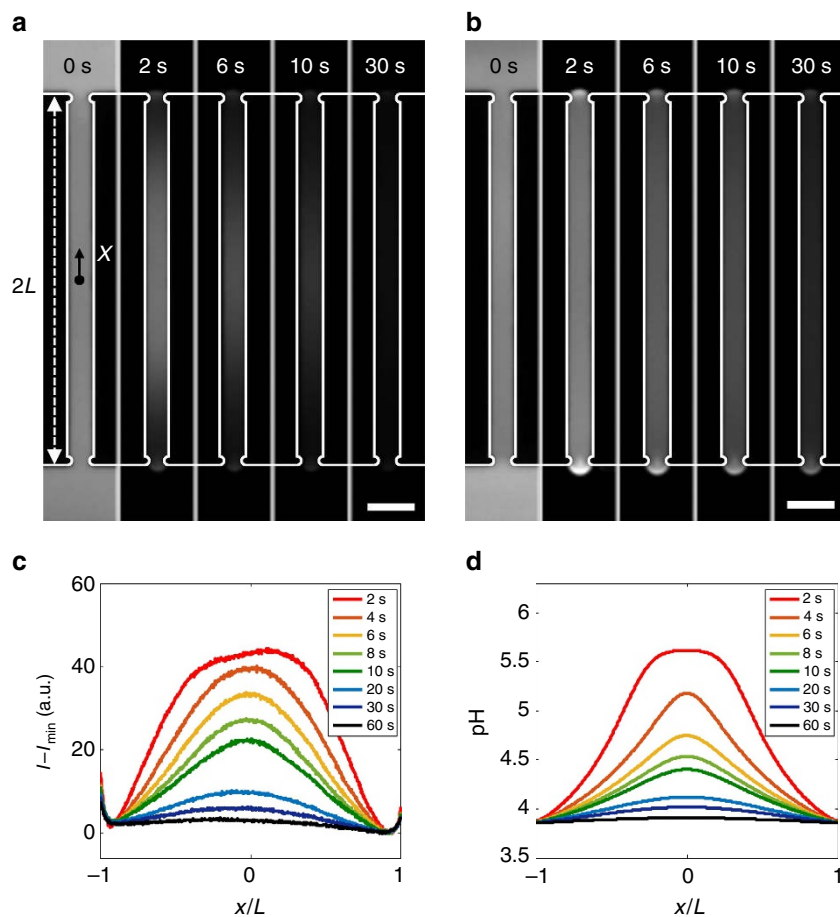 a
0 s 2 s 6 s 10 s 30 s
X
2L
b
0 s 2 s 6 s 10 s 30 s
c
60
40
20
0
I–Imin (a.u.)
–1 0 1
x/L
2 s
4 s
6 s
8 s
10 s
20 s
30 s
60 s
d
6
5.5
5
4.5
4
3.5
pH
–1 0 1
x/L
2 s
4 s
6 s
8 s
10 s
20 s
30 s
60 s